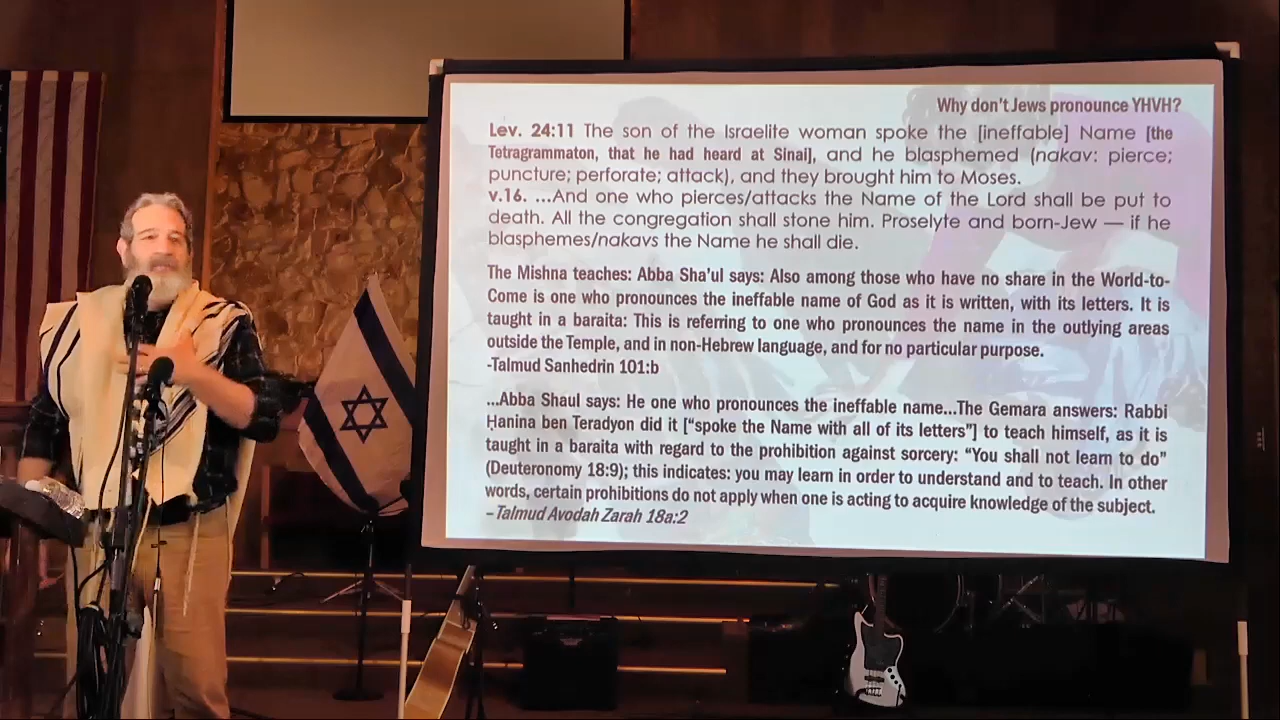 Why don't Jews pronounce YHVH?
Lev. 24:11 The son of the Israelite woman spoke the [ineffable] Name [the
Tetragrammaton, that he had heard at Sinai], and he blasphemed (nakav: pierce;
puncture; perforate; attack), and they brought him to Moses.
v.16. ...And one who pierces/attacks the Name of the Lord shall be put to
death. All the congregation shall stone him. Proselyte and born-Jew — if he
blasphemes/nakavs the Name he shall die.
The Mishna teaches: Abba Sha'ul says: Also among those who have no share in the World-to-
Come is one who pronounces the ineffable name of God as it is written, with its letters. It is
taught in a baraita: This is referring to one who pronounces the name in the outlying areas
outside the Temple, and in non-Hebrew language, and for no particular purpose.
-Talmud Sanhedrin 101:b
...Abba Shaul says: He one who pronounces the ineffable name...The Gemara answers: Rabbi
Ḥanina ben Teradyon did it ["spoke the Name with all of its letters"] to teach himself, as it is
taught in a baraita with regard to the prohibition against sorcery: "You shall not learn to do"
(Deuteronomy 18:9); this indicates: you may learn in order to understand and to teach. In other
words, certain prohibitions do not apply when one is acting to acquire knowledge of the subject.
– Talmud Avodah Zarah 18a:2